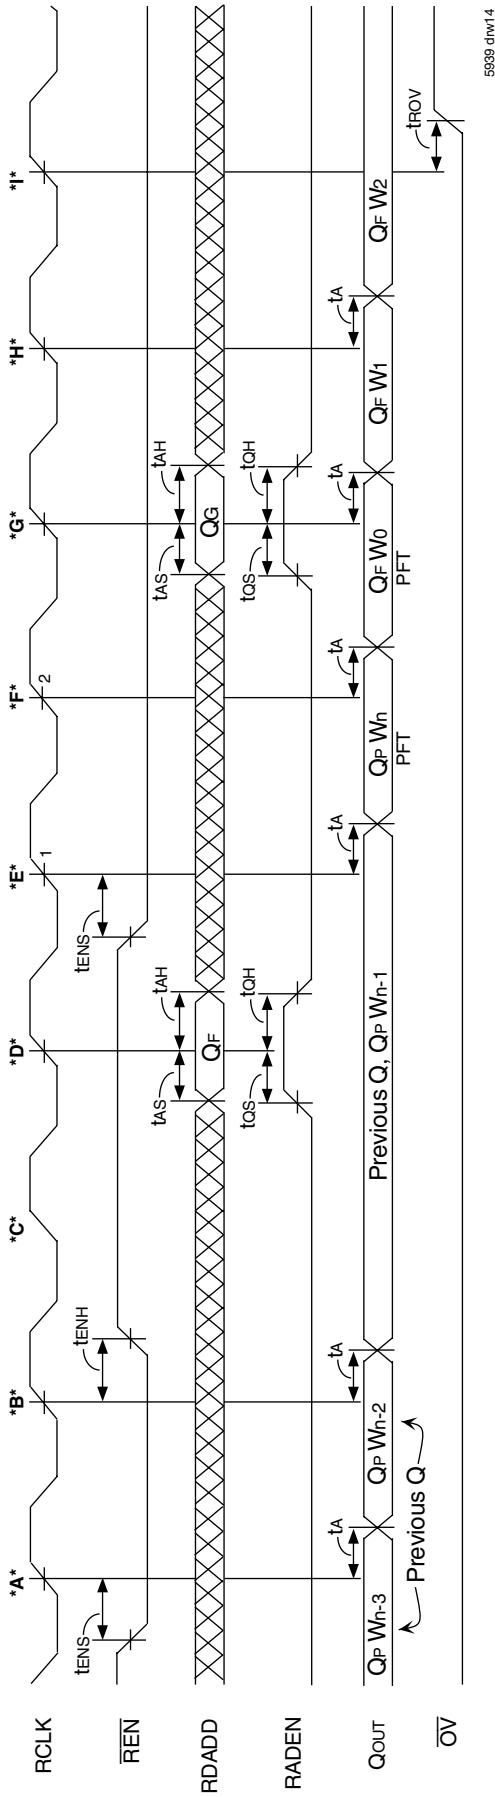 *A* *B* *C* *D* *E* *F* *G* *H* *I*
RCLK 1 2
tENS tENH tENS
REN
tAS tAH tAS tAH
RDADD QF QG
tQS tQH tQS tQH
RADEN
tA tA tA tA tA tA
QOUT QP Wn-3 QP Wn-2 Previous Q, QP Wn-1 QP Wn QF W0 QF W1 QF W2
PFT PFT
Previous Q
tROV
OV
5939 drw14